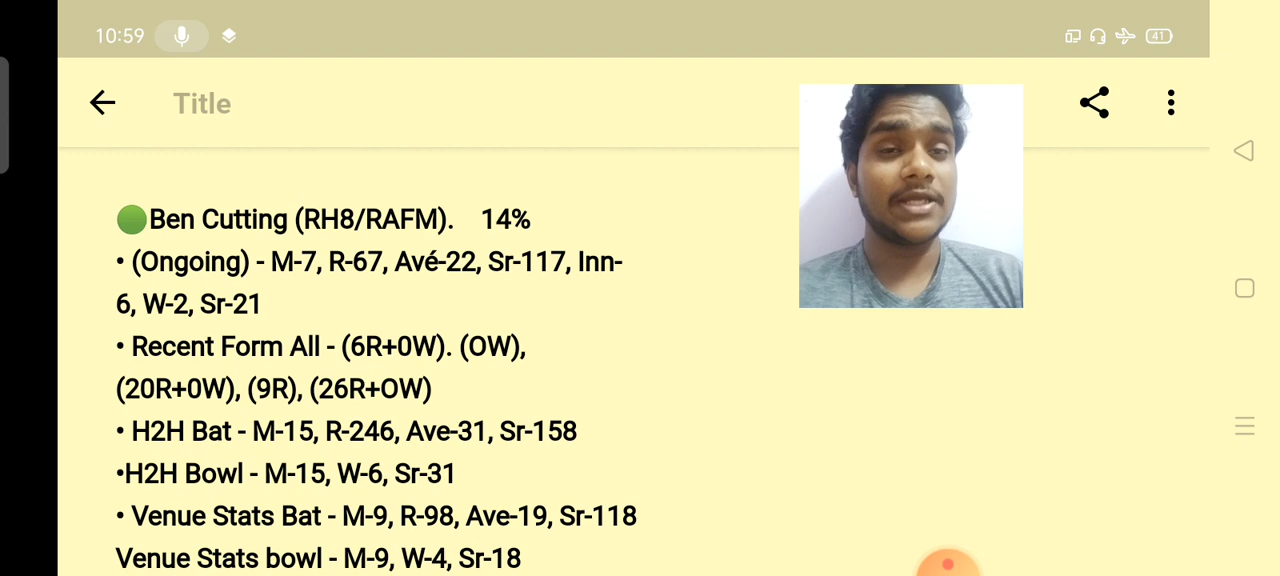 10:59
41
Title
Ben Cutting (RH8/RAFM). 14%
• (Ongoing) - M-7, R-67, Avé-22, Sr-117, Inn-
6, W-2, Sr-21
• Recent Form All - (6R+0W). (OW),
(20R+0W), (9R), (26R+OW)
• H2H Bat - M-15, R-246, Ave-31, Sr-158
•H2H Bowl - M-15, W-6, Sr-31
• Venue Stats Bat - M-9, R-98, Ave-19, Sr-118
Venue Stats bowl - M-9, W-4, Sr-18